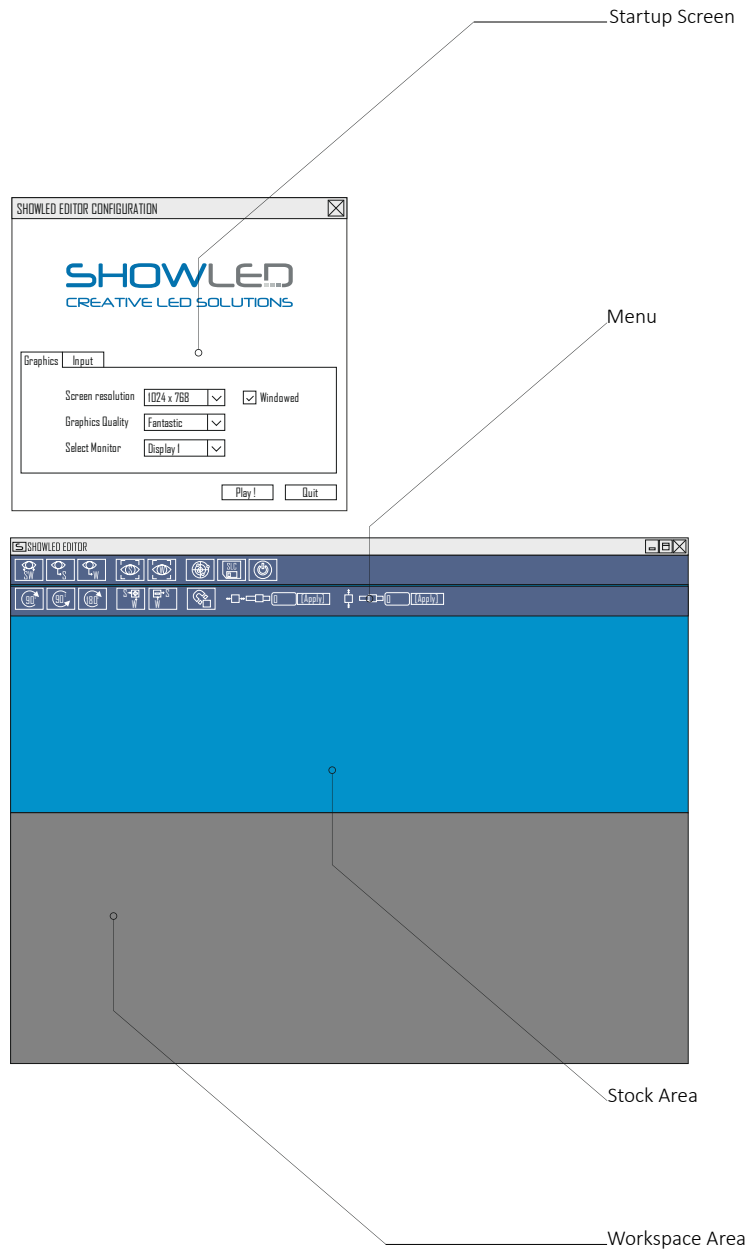 Startup Screen
SHOWLED EDITOR CONFIGURATION
SHOWLED
CREATIVE LED SOLUTIONS
Menu
Graphics Input
Screen resolution 1024 x 768 Windowed
Graphics Quality Fantastic
Select Monitor Display 1
Play ! Quit
S SHOWLED EDITOR
SW S W S W SLC
90 90 180 S W S W 0 [Apply] 0 [Apply]
Stock Area
Workspace Area